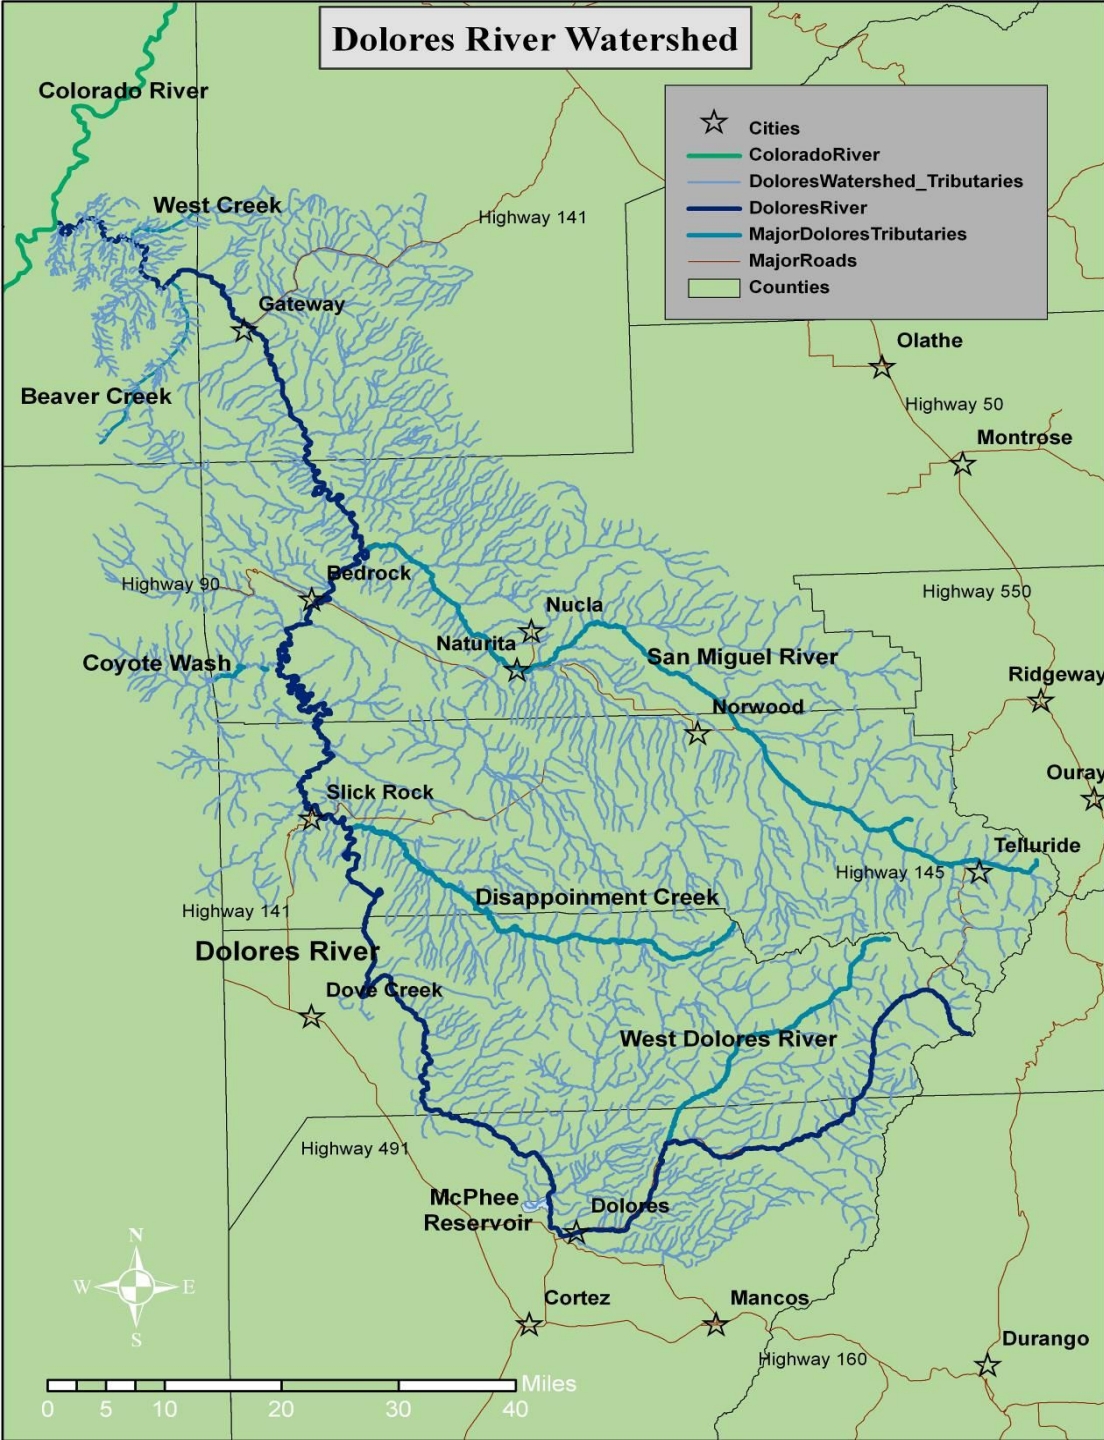 Dolores River Watershed
Colorado River
Cities
ColoradoRiver
DoloresWatershed_Tributaries
DoloresRiver
MajorDoloresTributaries
MajorRoads
Counties
West Creek
Highway 141
Gateway
Olathe
Beaver Creek
Highway 50
Montrose
Bedrock
Highway 90
Highway 550
Nucla
Naturita
Coyote Wash
San Miguel River
Ridgeway
Norwood
Ouray
Slick Rock
Telluride
Highway 145
Disappoinment Creek
Highway 141
Dolores River
Dove Creek
West Dolores River
Highway 491
McPhee
Reservoir
Dolores
N
W
E
S
Cortez
Mancos
Durango
Highway 160
Miles
0 5 10 20 30 40